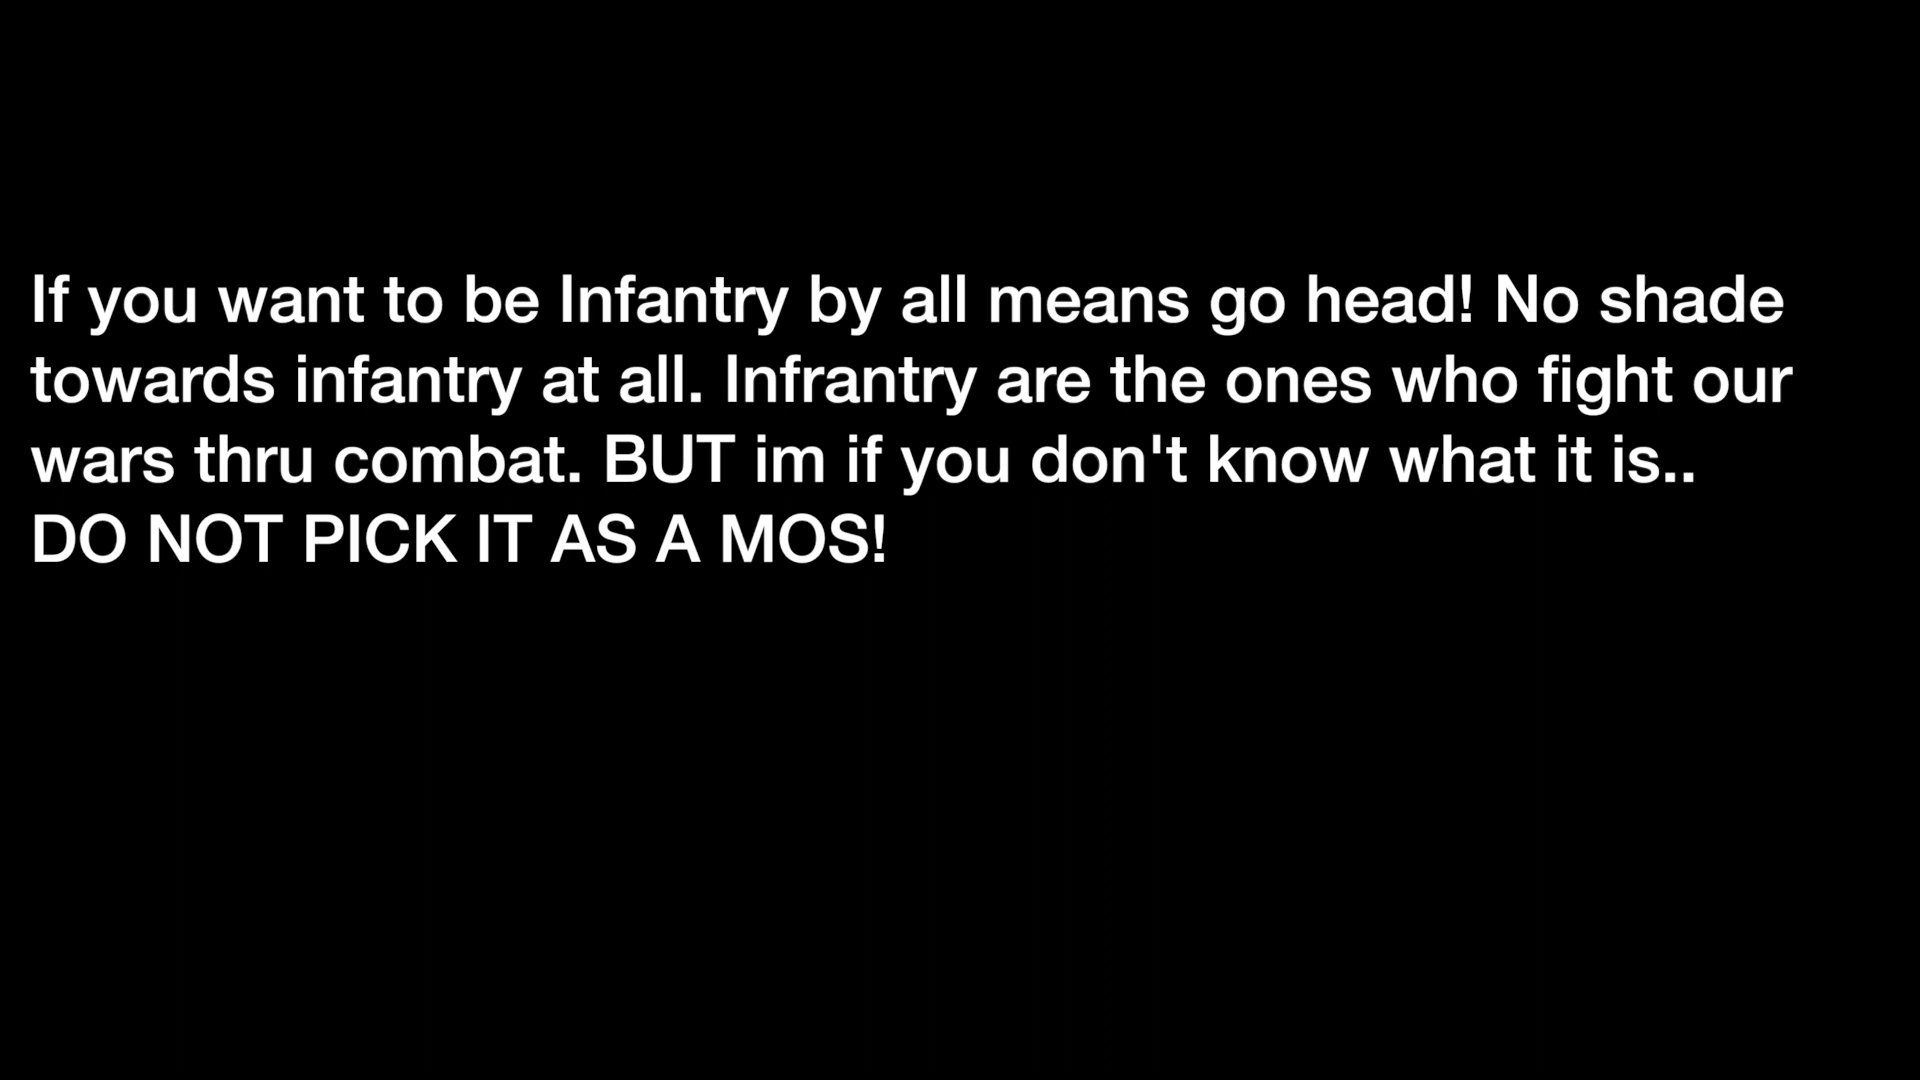 If you want to be Infantry by all means go head! No shade
towards infantry at all. Infrantry are the ones who fight our
wars thru combat. BUT im if you don't know what it is..
DO NOT PICK IT AS A MOS!